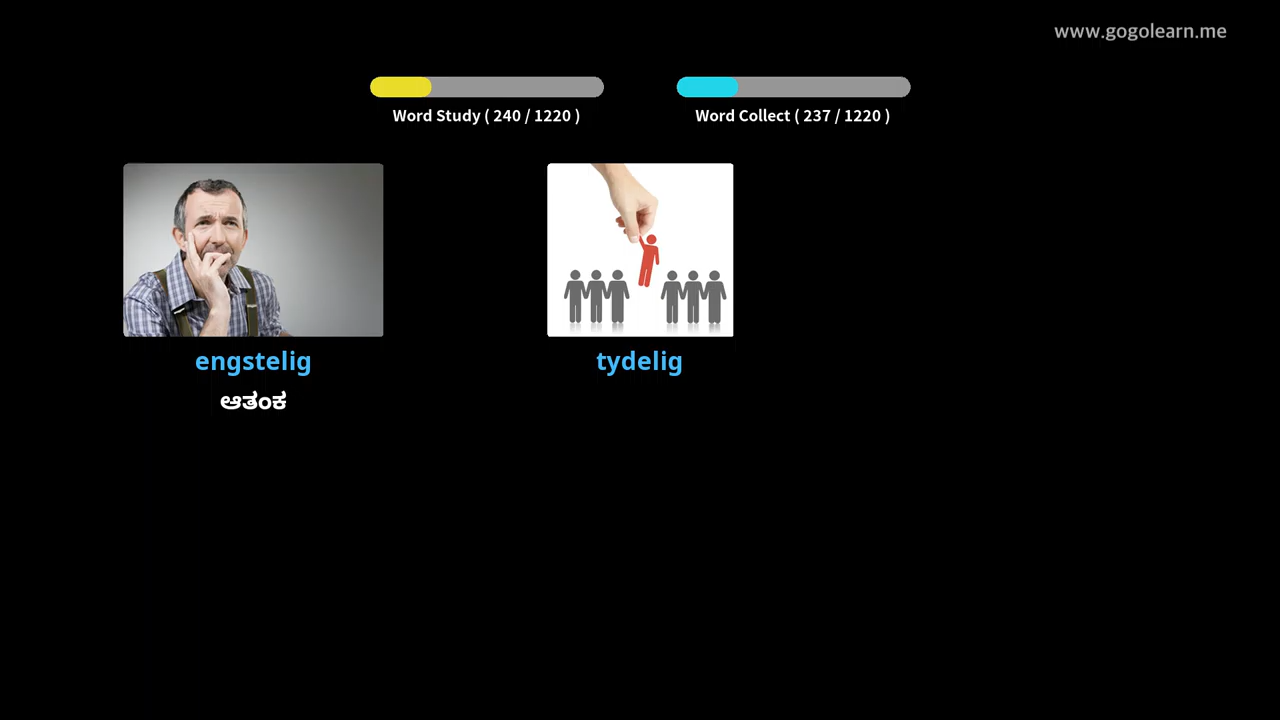 www.gogolearn.me
Word Study ( 240 / 1220 )
Word Collect ( 237 / 1220 )
engstelig
tydelig
ಆತಂಕ